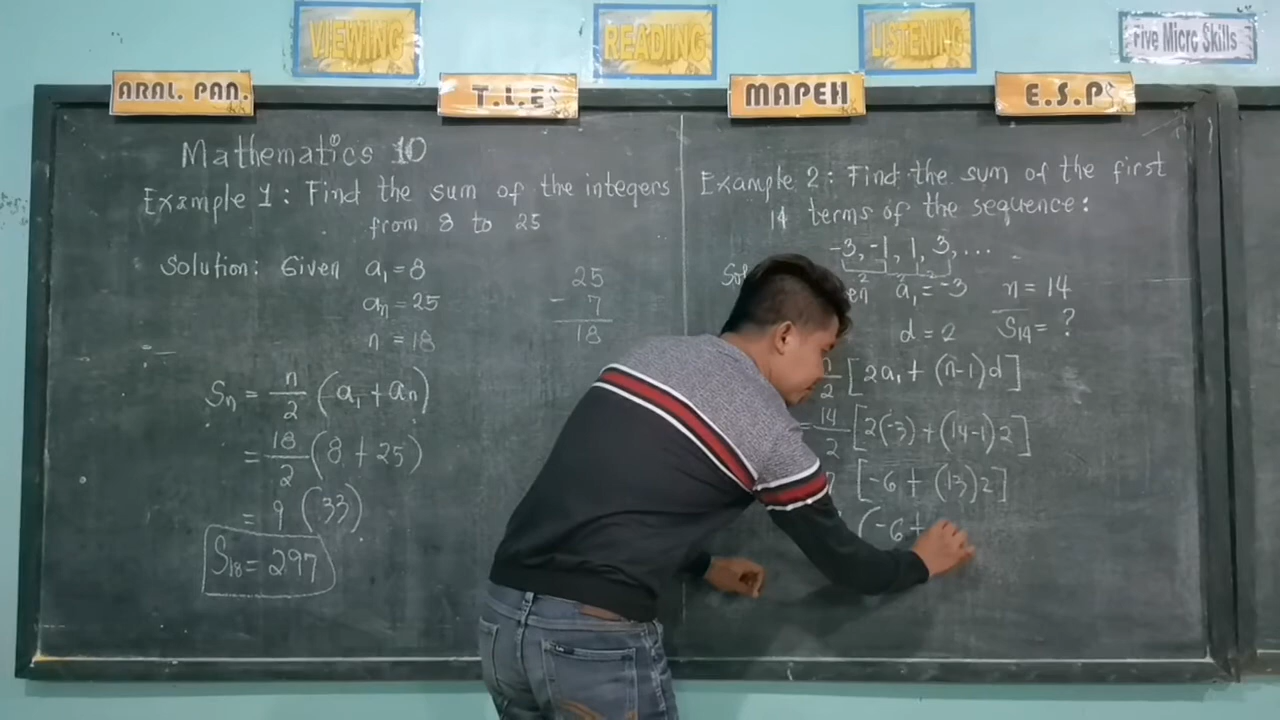 VIEWING
READING
LISTENING
Five Micro Skills
ARAL. PAN.
T.L.E
MAPEH
E.S.P
Mathematics 10
Example 1: Find the sum of the integers
from 8 to 25
Solution: Given a₁ = 8
aₙ = 25
n = 18
25
- 7
18
Sₙ = n/2 (a₁ + aₙ)
= 18/2 (8 + 25)
= 9 (33)
S₁₈ = 297
Example 2: Find the sum of the first
14 terms of the sequence:
-3, -1, 1, 3, ...
2 2 2
a₁ = -3 n = 14
d = 2 S₁₄ = ?
n/2 [2a₁ + (n-1)d]
= 14/2 [2(-3) + (14-1)2]
[-6 + (13)2]
(-6 +